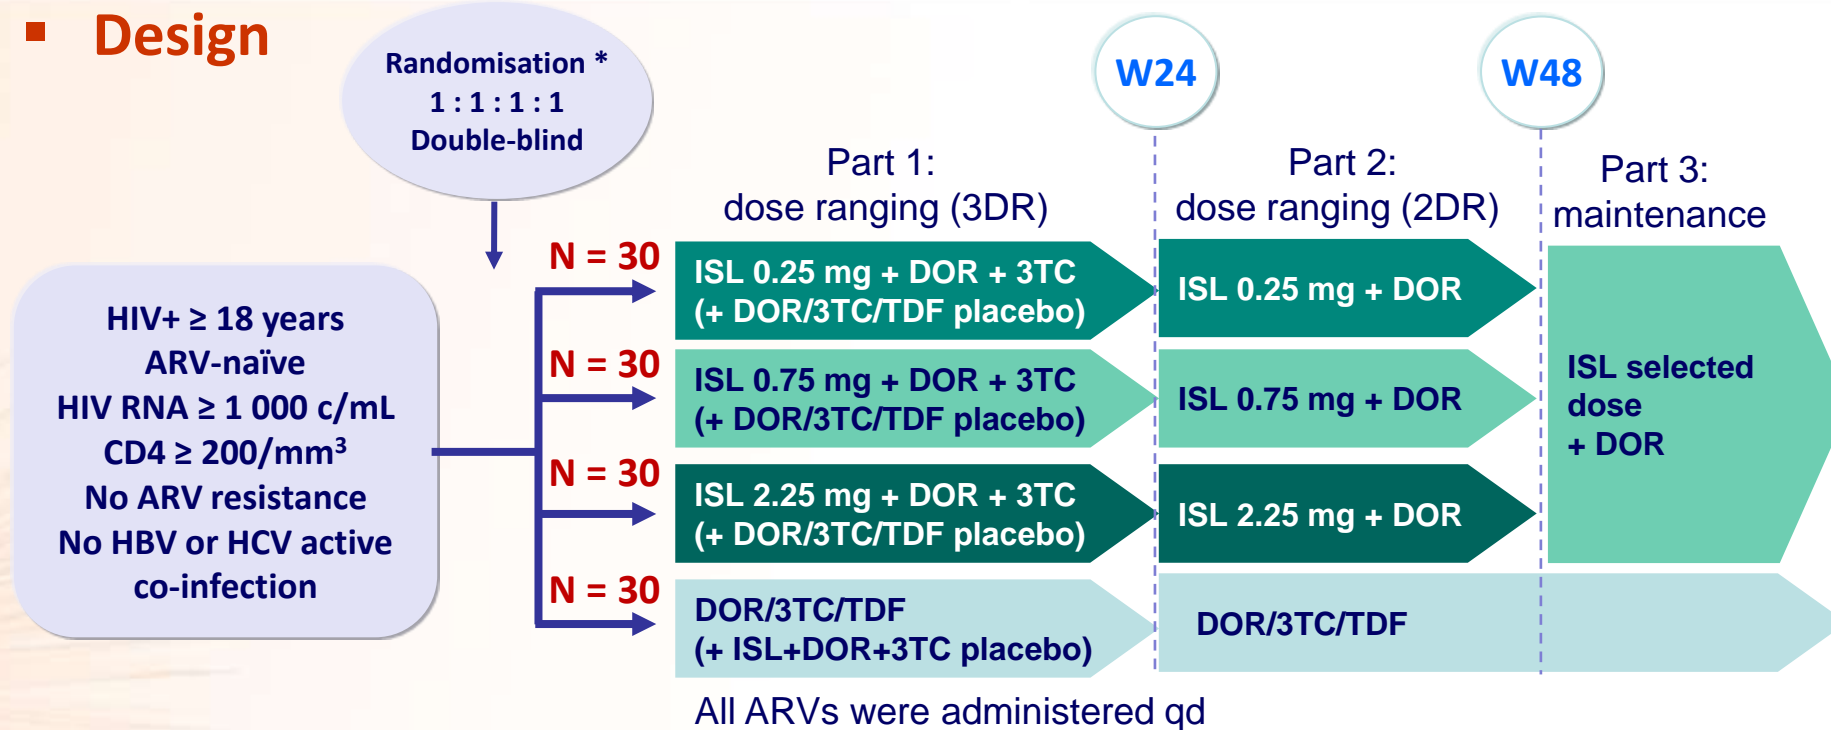 ▪ Design
Randomisation *
1 : 1 : 1 : 1
Double-blind
W24
W48
Part 1:
dose ranging (3DR)
Part 2:
dose ranging (2DR)
Part 3:
maintenance
HIV+ ≥ 18 years
ARV-naïve
HIV RNA ≥ 1 000 c/mL
CD4 ≥ 200/mm³
No ARV resistance
No HBV or HCV active
co-infection
N = 30
ISL 0.25 mg + DOR + 3TC
(+ DOR/3TC/TDF placebo)
ISL 0.25 mg + DOR
N = 30
ISL 0.75 mg + DOR + 3TC
(+ DOR/3TC/TDF placebo)
ISL 0.75 mg + DOR
N = 30
ISL 2.25 mg + DOR + 3TC
(+ DOR/3TC/TDF placebo)
ISL 2.25 mg + DOR
ISL selected
dose
+ DOR
N = 30
DOR/3TC/TDF
(+ ISL+DOR+3TC placebo)
DOR/3TC/TDF
All ARVs were administered qd